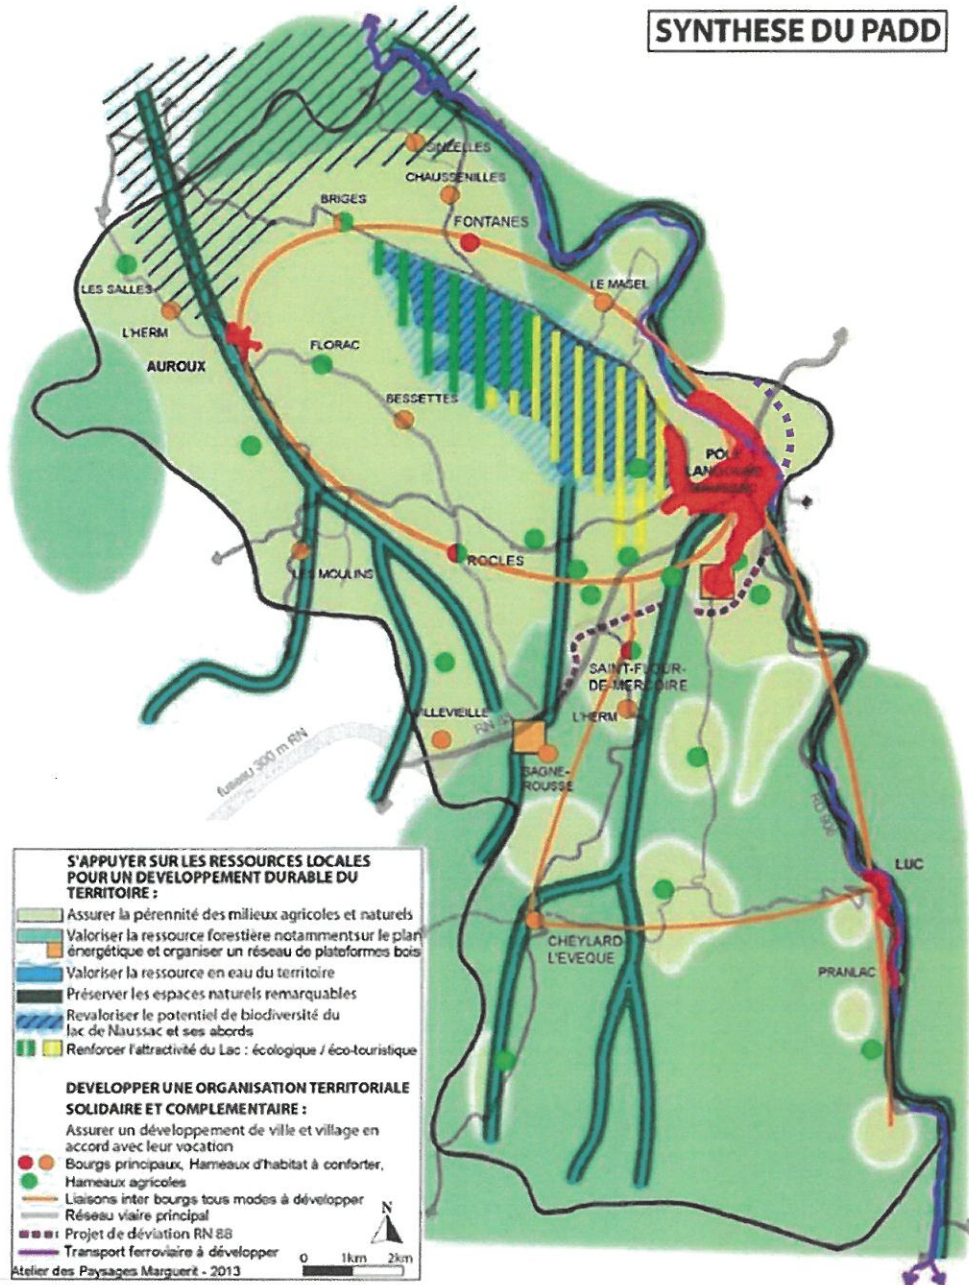 SYNTHESE DU PADD
SINZELLES
CHAUSSENILLES
BRIGES
FONTANES
LE MASEL
LES SALLES
L'HERM
AUROUX
FLORAC
BESSETTES
POLE
ROCLES
LES MOULINS
SAINT-FLOUR-
DE-MERCOIRE
VILLEVIEILLE
L'HERM
RN 88
fuseau 300 m RN
SAGNE-
ROUSSE
RD 906
LUC
CHEYLARD-
L'EVEQUE
PRANLAC
S'APPUYER SUR LES RESSOURCES LOCALES
POUR UN DEVELOPPEMENT DURABLE DU
TERRITOIRE :
Assurer la pérennité des milieux agricoles et naturels
Valoriser la ressource forestière notamment sur le plan
énergétique et organiser un réseau de plateformes bois
Valoriser la ressource en eau du territoire
Préserver les espaces naturels remarquables
Revaloriser le potentiel de biodiversité du
lac de Naussac et ses abords
Renforcer l'attractivité du Lac : écologique / éco-touristique
DEVELOPPER UNE ORGANISATION TERRITORIALE
SOLIDAIRE ET COMPLEMENTAIRE :
Assurer un développement de ville et village en
accord avec leur vocation
Bourgs principaux, Hameaux d'habitat à conforter,
Hameaux agricoles
Liaisons inter bourgs tous modes à développer
Réseau viaire principal
Projet de déviation RN 88
Transport ferroviaire à développer
N
0 1km 2km
Atelier des Paysages Marguerit - 2013